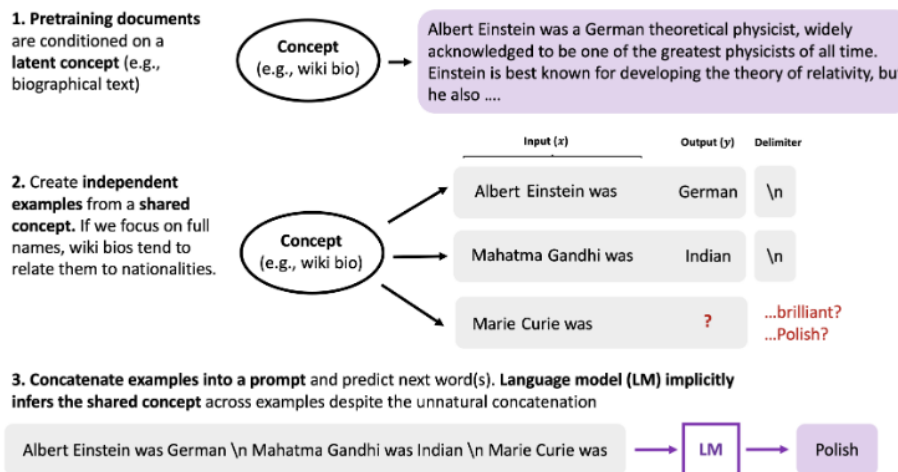 1. Pretraining documents
are conditioned on a
latent concept (e.g.,
biographical text)
Concept
(e.g., wiki bio)
Albert Einstein was a German theoretical physicist, widely
acknowledged to be one of the greatest physicists of all time.
Einstein is best known for developing the theory of relativity, but
he also ....
Input (x)
Output (y)
Delimiter
2. Create independent
examples from a shared
concept. If we focus on full
names, wiki bios tend to
relate them to nationalities.
Concept
(e.g., wiki bio)
Albert Einstein was German \n
Mahatma Gandhi was Indian \n
Marie Curie was ?
...brilliant?
...Polish?
3. Concatenate examples into a prompt and predict next word(s). Language model (LM) implicitly
infers the shared concept across examples despite the unnatural concatenation
Albert Einstein was German \n Mahatma Gandhi was Indian \n Marie Curie was
LM
Polish